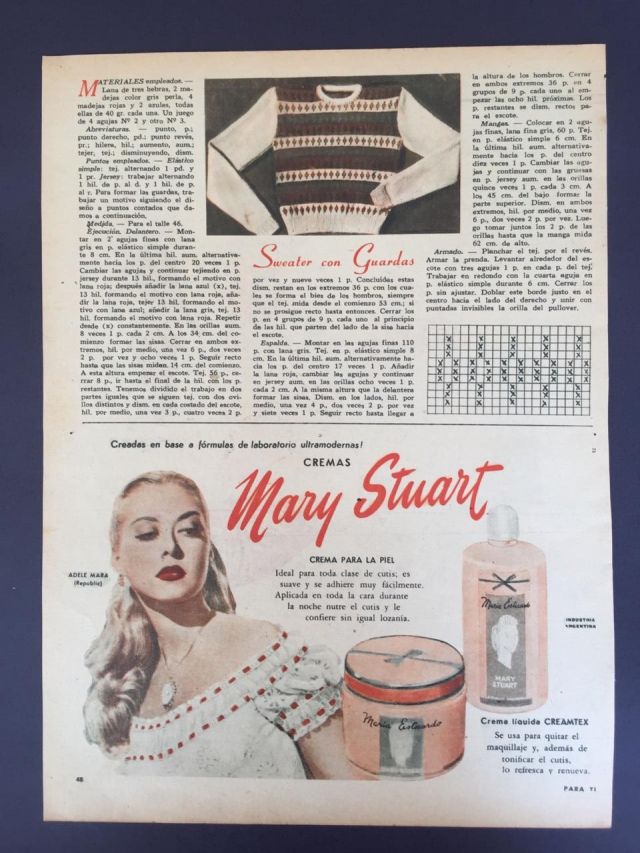 MATERIALES empleados. —
Lana de tres hebras, 2 ma-
dejas color gris perla, 4
madejas rojas y 2 azules, todas
ellas de 40 gr. cada una. Un juego
de 4 agujas Nº 2 y otro Nº 3.
Abreviaturas. — punto, p.;
punto derecho, pd.; punto revés,
pr.; hilera, hil.; aumento, aum.;
tejer, tej.; disminuyendo, dism.
Puntos empleados. — Elástico
simple: tej. alternando 1 pd. y
1 pr. Jersey: trabajar alternando
1 hil. de p. al d. y 1 hil. de p.
al r. Para formar las guardas, tra-
bajar un motivo siguiendo el di-
seño a puntos contados que da-
mos a continuación.
Medida. — Para el talle 46.
Ejecución. Delantero. — Mon-
tar en 2 agujas finas con lana
gris en p. elástic simple duran-
te 8 cm. En la última hil. aum. alternativa-
mente hacia los p. del centro 20 veces 1 p.
Cambiar las agujas y continuar tejiendo en p.
jersey durante 13 hil., formando el motivo con
lana roja; después añadir la lana azul (x), tej.
13 hil. formando el motivo con lana roja, aña-
dir la lana roja, tejer 13 hil., formando el mo-
tivo con lana azul; añadir la lana gris, tej. 13
hil. formando el motivo con lana roja. Repetir
desde (x) constantemente. En las orillas aum.
8 veces 1 p. cada 2 cm. A los 34 cm. del co-
mienzo formar las sisas. Cerrar en ambos ex-
tremos, hil. por medio, una vez 6 p., dos veces
2 p. por vez y ocho veces 1 p. Seguir recto
hasta que las sisas midan 14 cm. del comienzo.
A esta altura empezar el escote. Tej. 56 p., ce-
rrar 8 p., ir hasta el final de la hil. con los p.
restantes. Tenemos dividido el trabajo en dos
partes iguales que se siguen tej. con dos ovi-
llos distintos y dism. en cada costado del escote,
hil. por medio, una vez 3 p., cuatro veces 2 p.
Sweater con Guardas
por vez y nueve veces 1 p. Concluídas estas
dism. restan en los extremos 36 p. con los cua-
les se forma el bies de los hombros, siempre
que el tej. mida desde el comienzo 53 cm.; si
no se prosigue recto hasta entonces. Cerrar los
p. en 4 grupos de 9 p. cada uno al principio
de las hil. que parten del lado de la sisa hacia
el escote.
Espalda. — Montar en las agujas finas 110
p. con lana gris. Tej. en p. elástico simple 8
cm. En la última hil. aum. alternativamente ha-
cia los p. del centro 17 veces 1 p. Añadir
la lana roja, cambiar las agujas y continuar
en jersey aum. en las orillas ocho veces 1 p.
cada 2 cm. A la misma altura que la delantera
formar las sisas. Dism. en los lados, hil. por
medio, una vez 4 p., dos veces 2 p. por vez
y siete veces 1 p. Seguir recto hasta llegar a
la altura de los hombros. Cerrar
en ambos extremos 36 p. en 4
grupos de 9 p. cada uno al em-
pezar las ocho hil. próximas. Los
p. restantes se dism. rectos pa-
ra el escote.
Mangas. — Colocar en 2 agu-
jas finas, lana fina gris, 60 p. Tej.
en p. elástico simple 6 cm. En
la última hil. aum. alternativa-
mente hacia los p. del centro
diez veces 1 p. Cambiar las agu-
jas y continuar con las gruesas
en p. jersey aum. en las orillas
quince veces 1 p., cada 3 cm. A
los 45 cm. del bajo formar la
parte superior. Dism. en ambos
extremos, hil. por medio, una vez
6 p., dos veces 2 p. por vez. Lue-
go tomar juntos los 2 p. de las
orillas hasta que la manga mida
62 cm. de alto.
Armado. — Planchar el tej. por el revés.
Armar la prenda. Levantar alrededor del es-
cote con tres agujas 1 p. en cada p. del tej.
Trabajar en redondo con la cuarta aguja en
p. elástico simple durante 6 cm. Cerrar los
p. sin ajustar. Doblar este borde justo en el
centro hacia el lado del derecho y unir con
puntadas invisibles la orilla del pullover.
Creadas en base a fórmulas de laboratorio ultramodernas!
CREMAS
Mary Stuart
ADELE MARA
(Republic)
CREMA PARA LA PIEL
Ideal para toda clase de cutis; es
suave y se adhiere muy fácilmente.
Aplicada en toda la cara durante
la noche nutre el cutis y le
confiere sin igual lozanía.
Maria Estuardo
MARY
STUART
INDUSTRIA
ARGENTINA
Maria Estuardo
Crema líquida CREAMTEX
Se usa para quitar el
maquillaje y, además de
tonificar el cutis,
lo refresca y renueva.
48
PARA TI